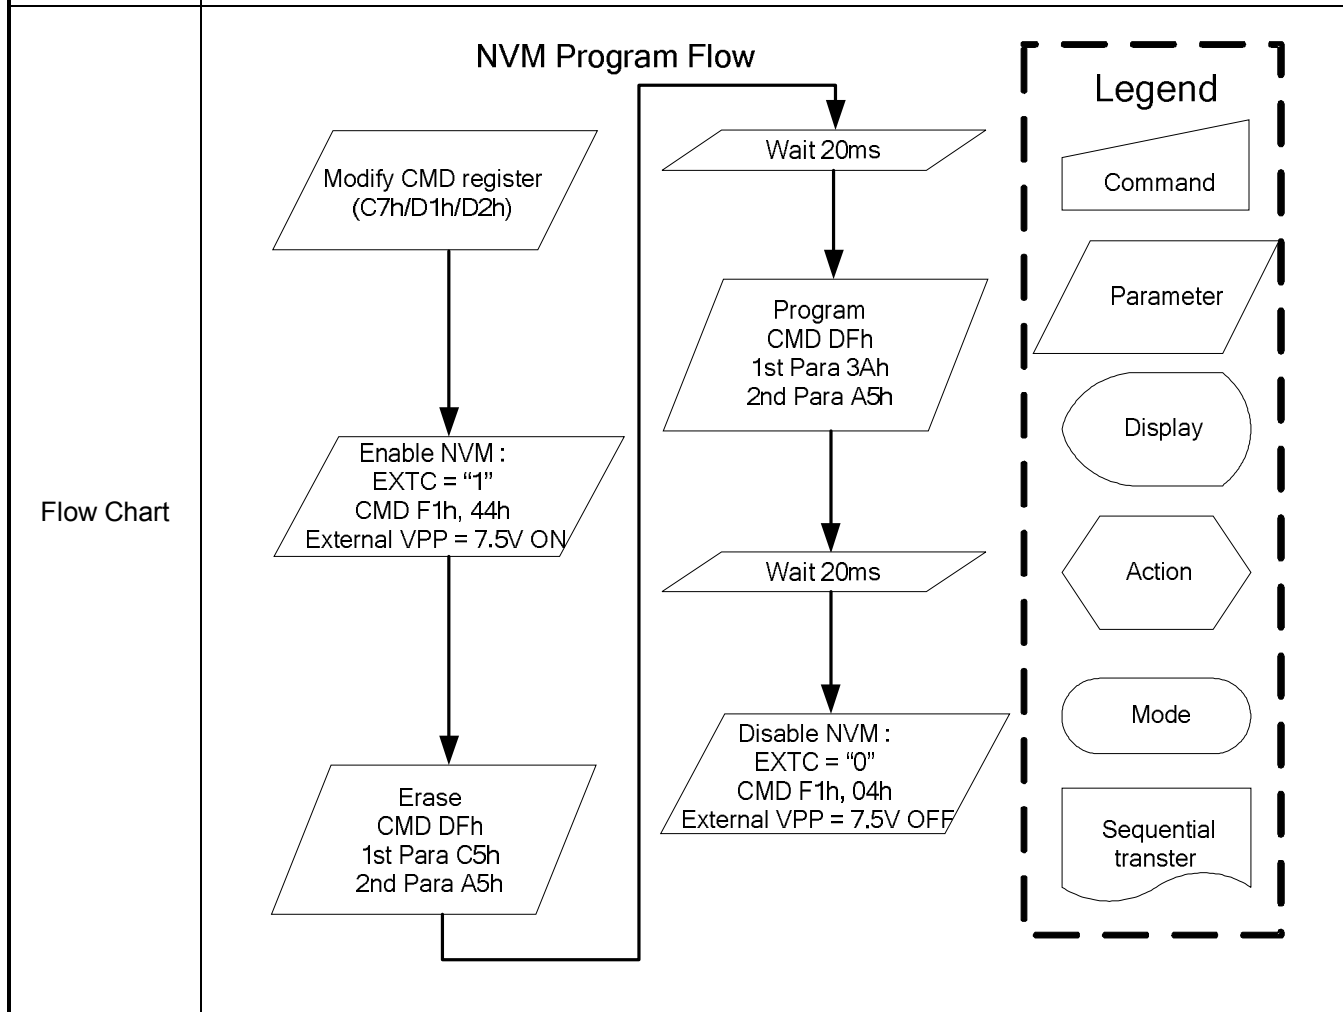 Flow Chart
NVM Program Flow
Modify CMD register
(C7h/D1h/D2h)
Enable NVM :
EXTC = “1”
CMD F1h, 44h
External VPP = 7.5V ON
Erase
CMD DFh
1st Para C5h
2nd Para A5h
Wait 20ms
Program
CMD DFh
1st Para 3Ah
2nd Para A5h
Wait 20ms
Disable NVM :
EXTC = “0”
CMD F1h, 04h
External VPP = 7.5V OFF
Legend
Command
Parameter
Display
Action
Mode
Sequential
transter